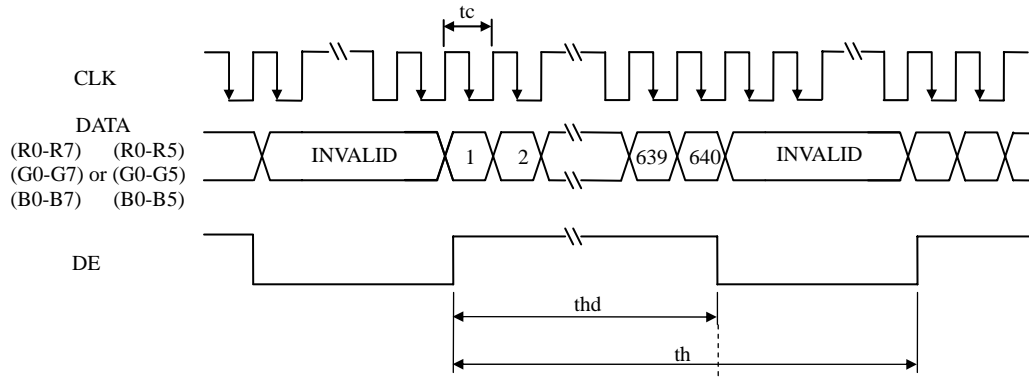 tc
CLK
DATA
(R0-R7) (R0-R5)
(G0-G7) or (G0-G5)
(B0-B7) (B0-B5)
INVALID 1 2 639 640 INVALID
DE
thd
th